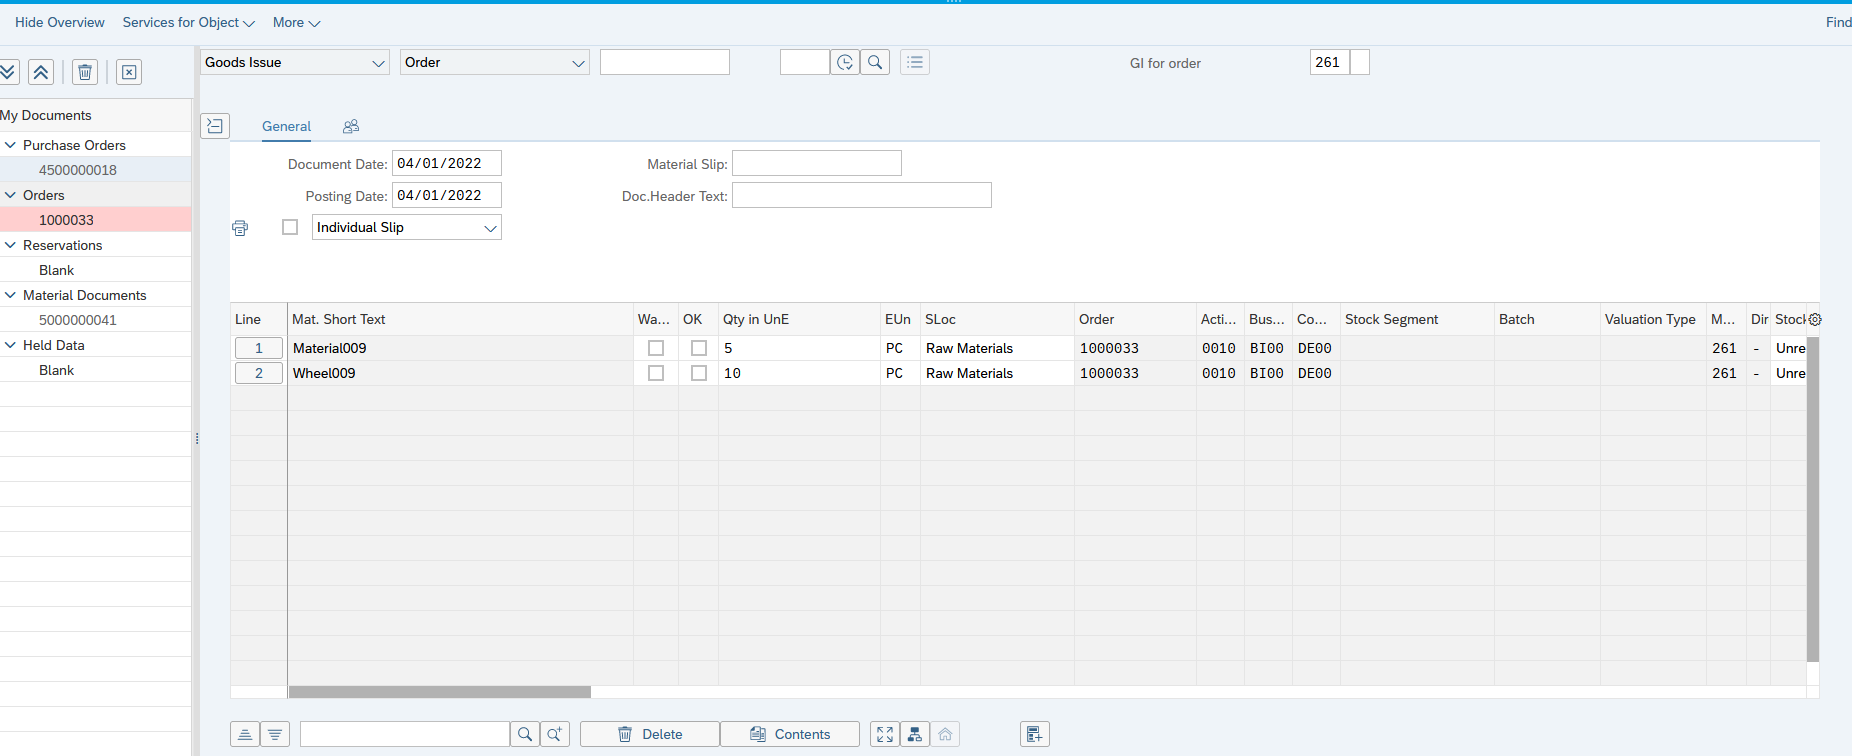 Hide Overview Services for Object More Find
Goods Issue Order GI for order 261
My Documents
Purchase Orders
4500000018
Orders
1000033
Reservations
Blank
Material Documents
5000000041
Held Data
Blank
General
Document Date: 04/01/2022 Material Slip:
Posting Date: 04/01/2022 Doc.Header Text:
Individual Slip
Line Mat. Short Text Wa... OK Qty in UnE EUn SLoc Order Acti... Bus... Co... Stock Segment Batch Valuation Type M... Dir Stock
1 Material009 5 PC Raw Materials 1000033 0010 BI00 DE00 261 - Unre
2 Wheel009 10 PC Raw Materials 1000033 0010 BI00 DE00 261 - Unre
Delete Contents